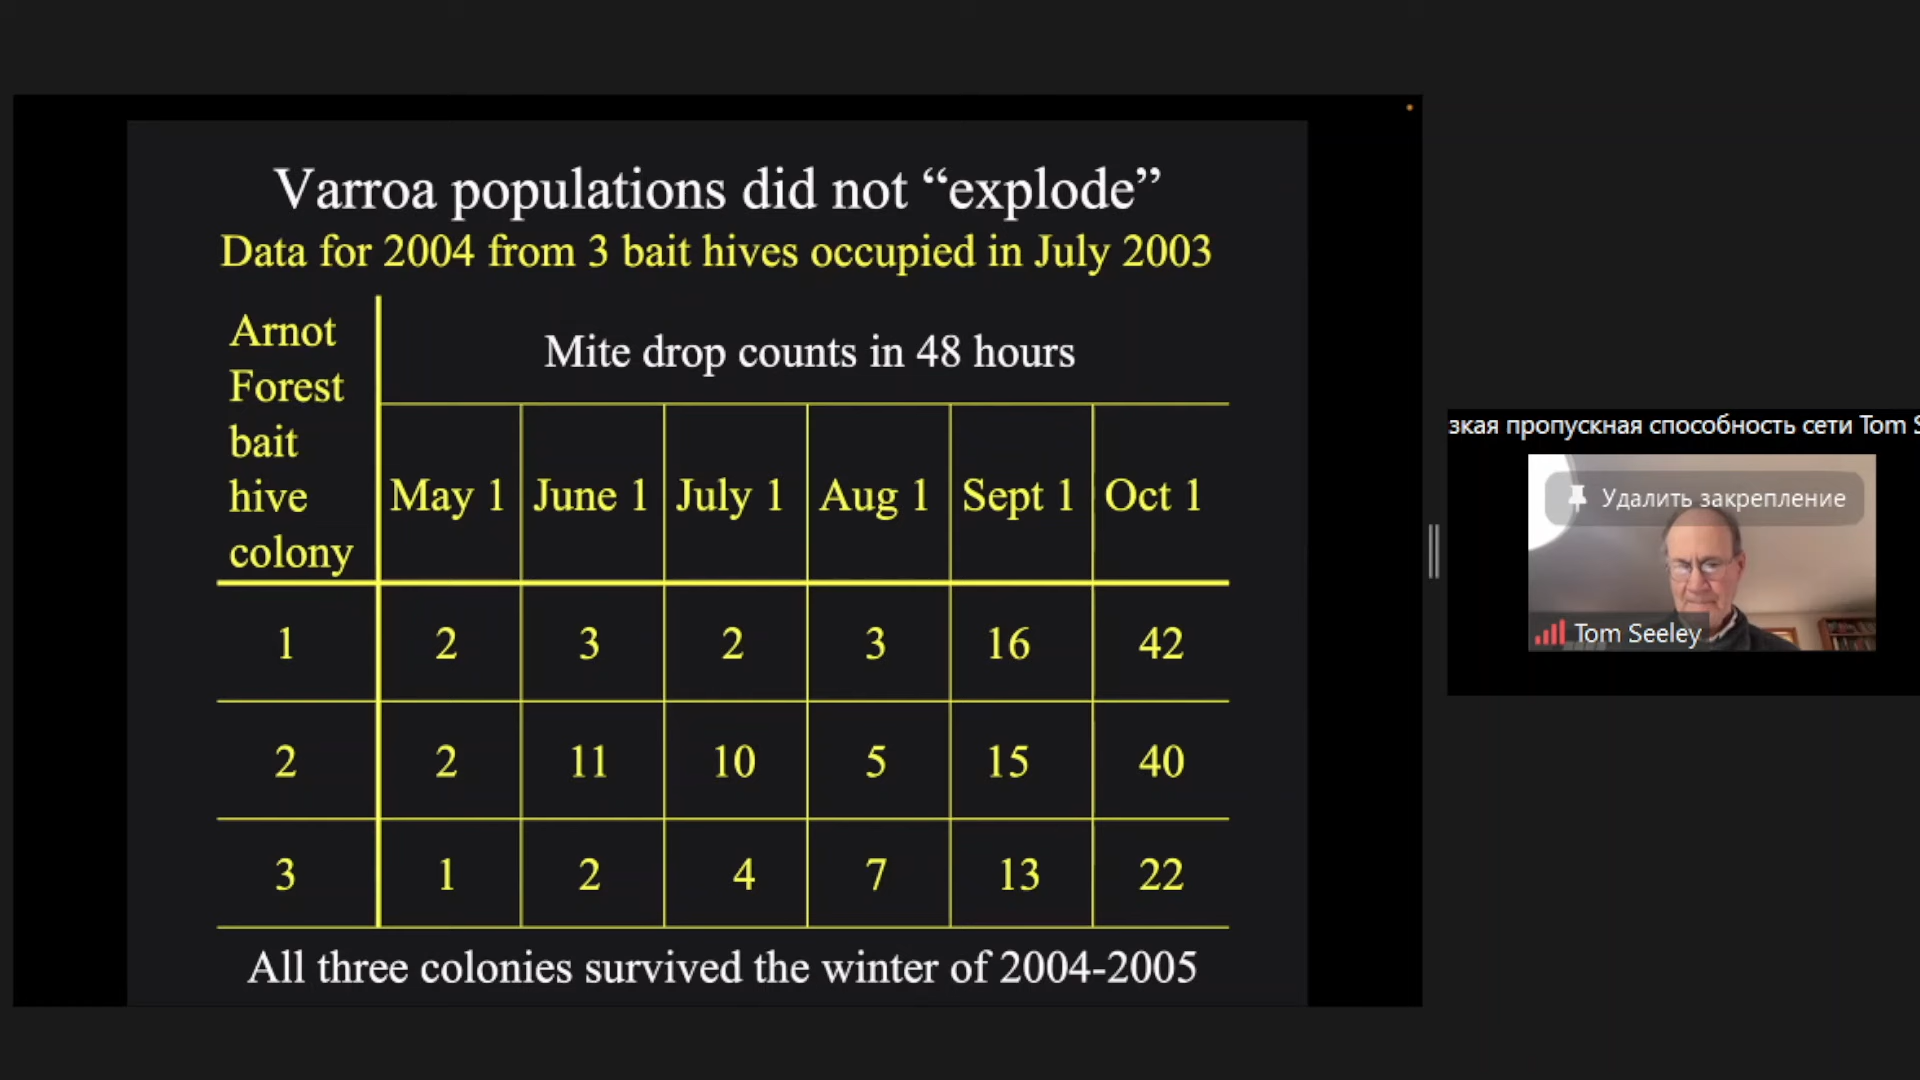 Varroa populations did not “explode”
Data for 2004 from 3 bait hives occupied in July 2003
Arnot
Forest
bait
hive
colony
Mite drop counts in 48 hours
May 1 June 1 July 1 Aug 1 Sept 1 Oct 1
1 2 3 2 3 16 42
2 2 11 10 5 15 40
3 1 2 4 7 13 22
All three colonies survived the winter of 2004-2005
зкая пропускная способность сети Tom S
Удалить закрепление
Tom Seeley